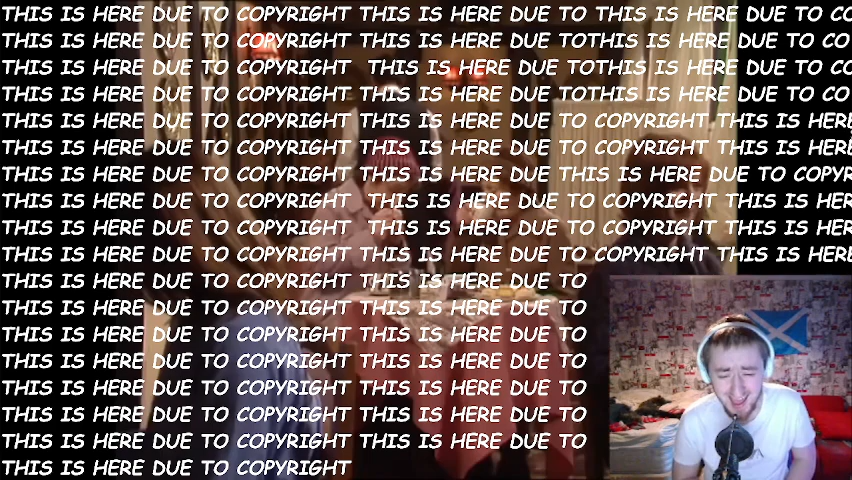 THIS IS HERE DUE TO COPYRIGHT THIS IS HERE DUE TO THIS IS HERE DUE TO CO
THIS IS HERE DUE TO COPYRIGHT THIS IS HERE DUE TOTHIS IS HERE DUE TO CO
THIS IS HERE DUE TO COPYRIGHT  THIS IS HERE DUE TOTHIS IS HERE DUE TO CO
THIS IS HERE DUE TO COPYRIGHT THIS IS HERE DUE TOTHIS IS HERE DUE TO CO
THIS IS HERE DUE TO COPYRIGHT THIS IS HERE DUE TO COPYRIGHT THIS IS HERE
THIS IS HERE DUE TO COPYRIGHT THIS IS HERE DUE TO COPYRIGHT THIS IS HERE
THIS IS HERE DUE TO COPYRIGHT THIS IS HERE DUE THIS IS HERE DUE TO COPYR
THIS IS HERE DUE TO COPYRIGHT  THIS IS HERE DUE TO COPYRIGHT THIS IS HER
THIS IS HERE DUE TO COPYRIGHT  THIS IS HERE DUE TO COPYRIGHT THIS IS HER
THIS IS HERE DUE TO COPYRIGHT THIS IS HERE DUE TO COPYRIGHT THIS IS HERE
THIS IS HERE DUE TO COPYRIGHT THIS IS HERE DUE TO
THIS IS HERE DUE TO COPYRIGHT THIS IS HERE DUE TO
THIS IS HERE DUE TO COPYRIGHT THIS IS HERE DUE TO
THIS IS HERE DUE TO COPYRIGHT THIS IS HERE DUE TO
THIS IS HERE DUE TO COPYRIGHT THIS IS HERE DUE TO
THIS IS HERE DUE TO COPYRIGHT THIS IS HERE DUE TO
THIS IS HERE DUE TO COPYRIGHT THIS IS HERE DUE TO
THIS IS HERE DUE TO COPYRIGHT